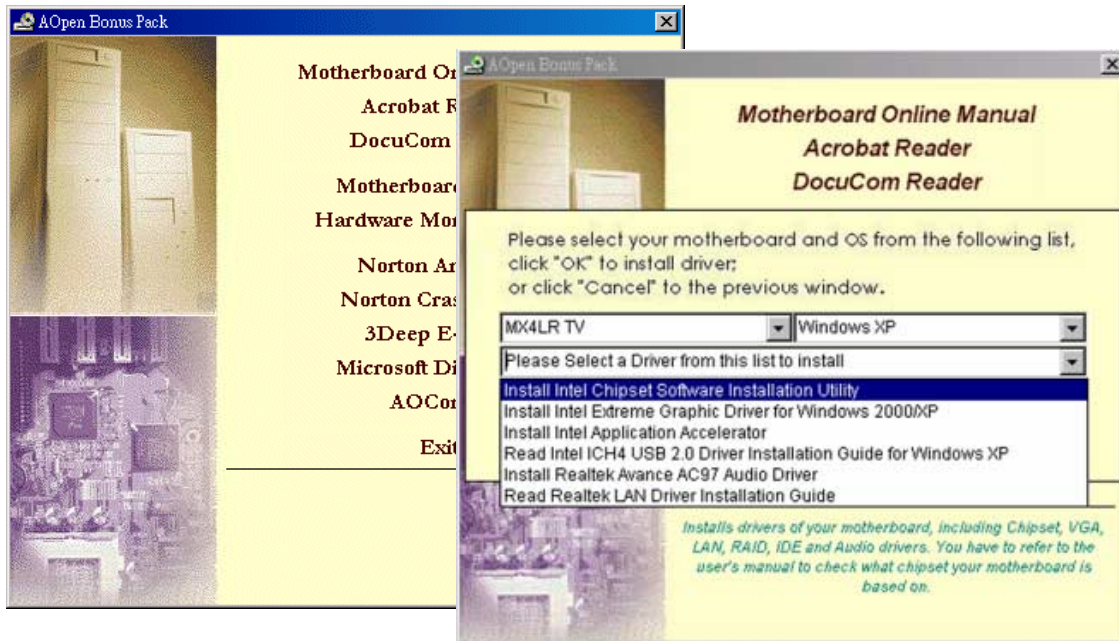 AOpen Bonus Pack
Motherboard On
Acrobat R
DocuCom
Motherboard
Hardware Mon
Norton An
Norton Cras
3Deep E-
Microsoft Di
AOCon
Exit
AOpen Bonus Pack
Motherboard Online Manual
Acrobat Reader
DocuCom Reader
Please select your motherboard and OS from the following list,
click "OK" to install driver;
or click "Cancel" to the previous window.
MX4LR TV Windows XP
Please Select a Driver from this list to install
Install Intel Chipset Software Installation Utility
Install Intel Extreme Graphic Driver for Windows 2000/XP
Install Intel Application Accelerator
Read Intel ICH4 USB 2.0 Driver Installation Guide for Windows XP
Install Realtek Avance AC97 Audio Driver
Read Realtek LAN Driver Installation Guide
Installs drivers of your motherboard, including Chipset, VGA,
LAN, RAID, IDE and Audio drivers. You have to refer to the
user's manual to check what chipset your motherboard is
based on.